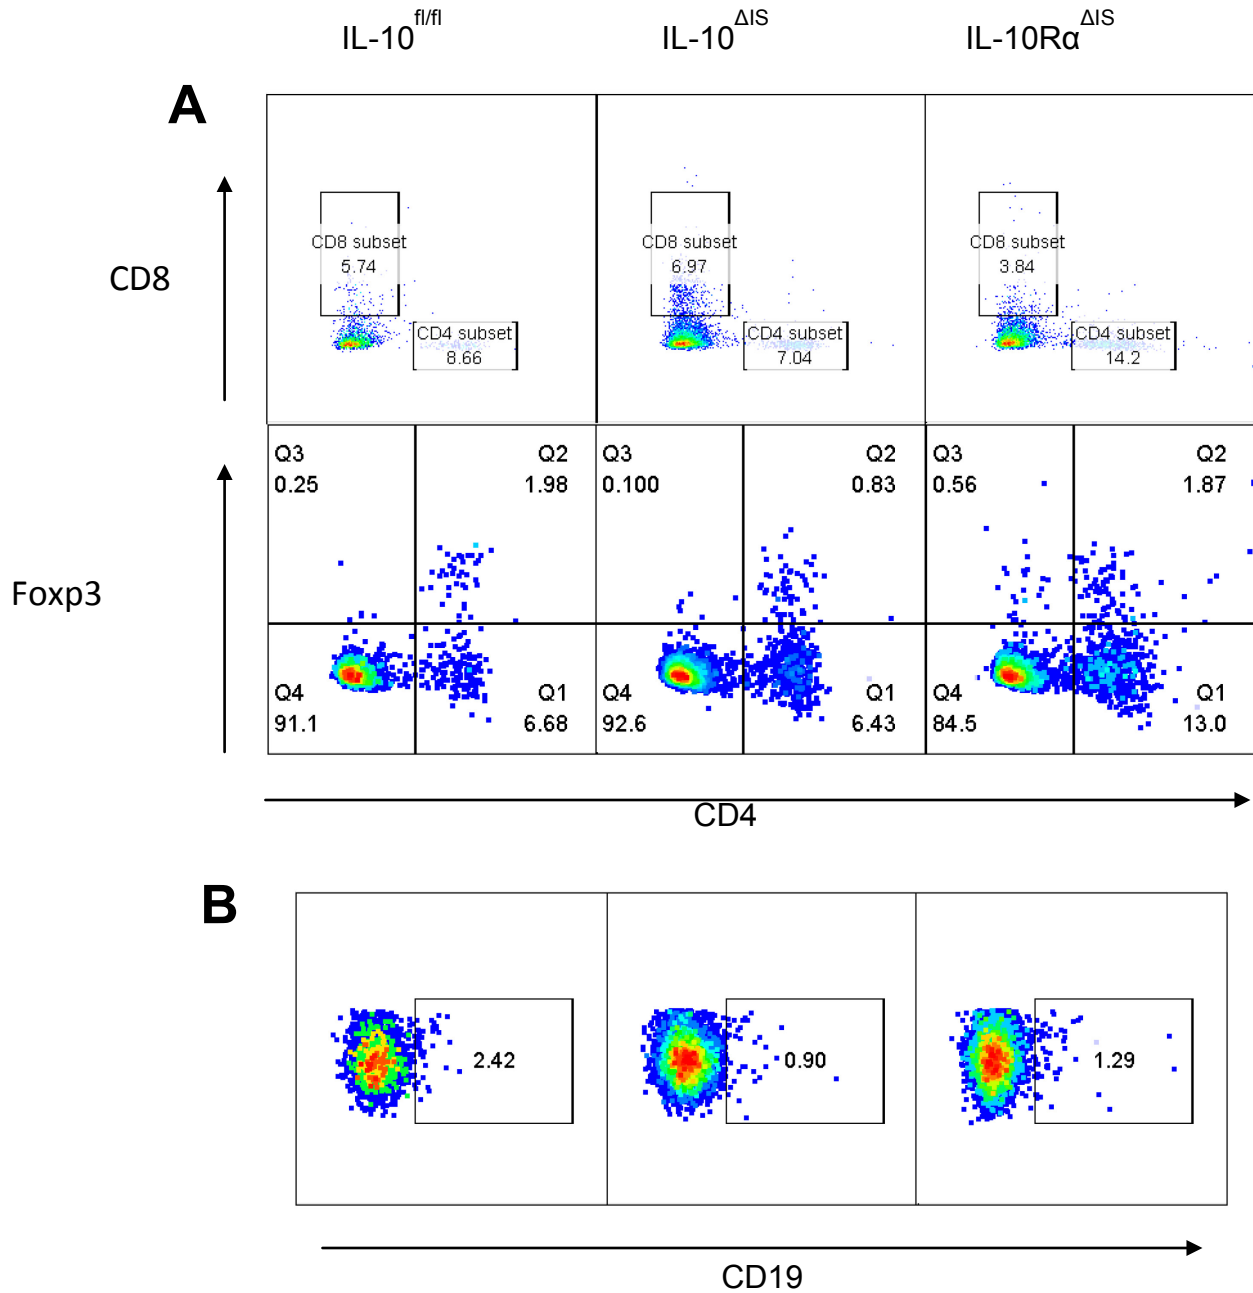 IL-10fl/fl IL-10ΔIS IL-10RαΔIS
A
CD8
CD8 subset
5.74
CD4 subset
8.66
CD8 subset
6.97
CD4 subset
7.04
CD8 subset
3.84
CD4 subset
14.2
Foxp3
Q3
0.25
Q2
1.98
Q4
91.1
Q1
6.68
Q3
0.100
Q2
0.83
Q4
92.6
Q1
6.43
Q3
0.56
Q2
1.87
Q4
84.5
Q1
13.0
CD4
B
2.42
0.90
1.29
CD19